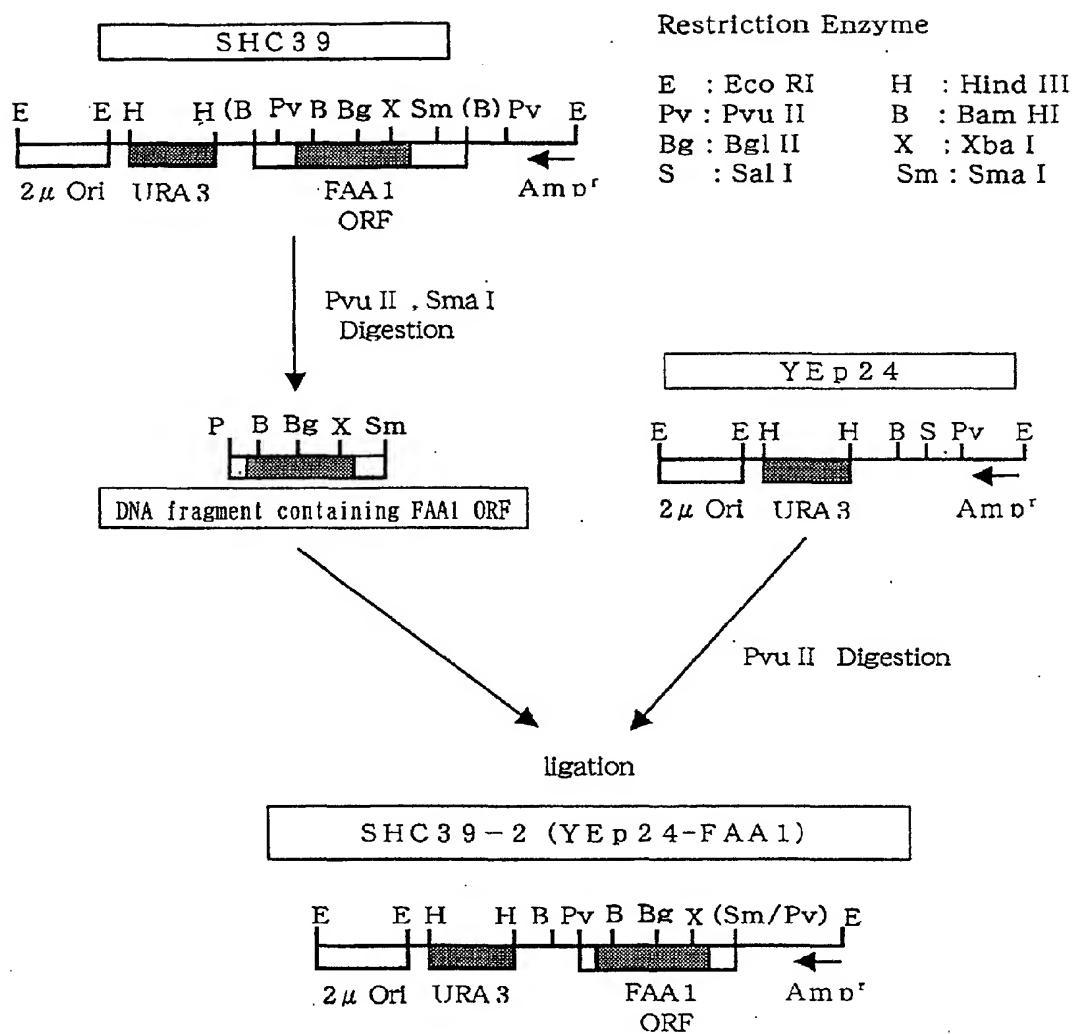 SHC39
Restriction Enzyme
E : Eco RI H : Hind III
Pv : Pvu II B : Bam HI
Bg : Bgl II X : Xba I
S : Sal I Sm : Sma I
E E H H (B Pv B Bg X Sm (B) Pv E
2μ Ori URA3 FAA1 ORF Ampʳ
Pvu II , Sma I
Digestion
P B Bg X Sm
DNA fragment containing FAA1 ORF
YEp24
E E H H B S Pv E
2μ Ori URA3 Ampʳ
Pvu II Digestion
ligation
SHC39-2 (YEp24-FAA1)
E E H H B Pv B Bg X (Sm/Pv) E
2μ Ori URA3 FAA1 ORF Ampʳ